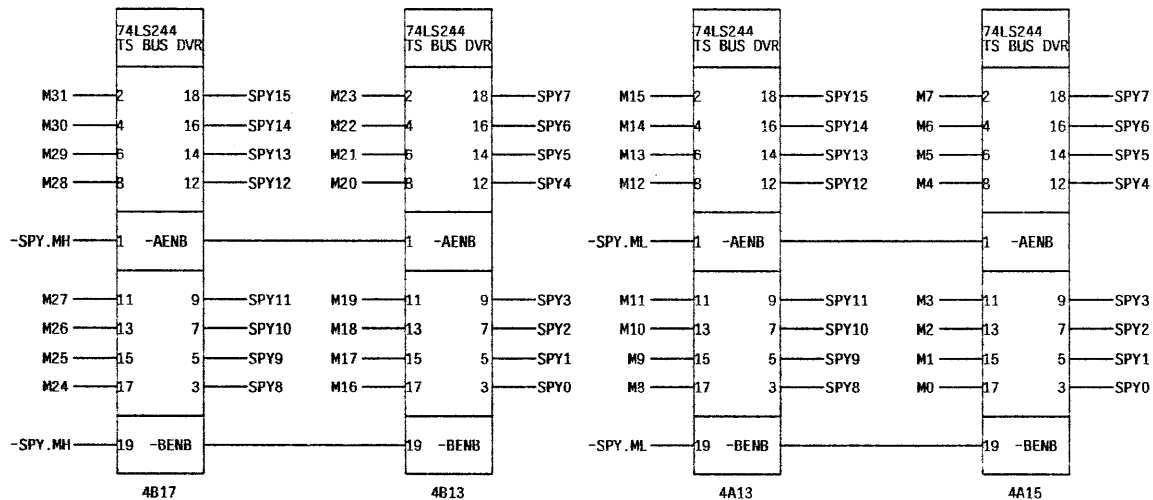 74LS244 74LS244 74LS244 74LS244
TS BUS DVR TS BUS DVR TS BUS DVR TS BUS DVR
M31 2 18 SPY15 M23 2 18 SPY7 M15 2 18 SPY15 M7 2 18 SPY7
M30 4 16 SPY14 M22 4 16 SPY6 M14 4 16 SPY14 M6 4 16 SPY6
M29 6 14 SPY13 M21 6 14 SPY5 M13 6 14 SPY13 M5 6 14 SPY5
M28 8 12 SPY12 M20 8 12 SPY4 M12 8 12 SPY12 M4 8 12 SPY4
-SPY.MH 1 -AENB 1 -AENB -SPY.ML 1 -AENB 1 -AENB
M27 11 9 SPY11 M19 11 9 SPY3 M11 11 9 SPY11 M3 11 9 SPY3
M26 13 7 SPY10 M18 13 7 SPY2 M10 13 7 SPY10 M2 13 7 SPY2
M25 15 5 SPY9 M17 15 5 SPY1 M9 15 5 SPY9 M1 15 5 SPY1
M24 17 3 SPY8 M16 17 3 SPY0 M8 17 3 SPY8 M0 17 3 SPY0
-SPY.MH 19 -BENB 19 -BENB -SPY.ML 19 -BENB 19 -BENB
4B17 4B13 4A13 4A15